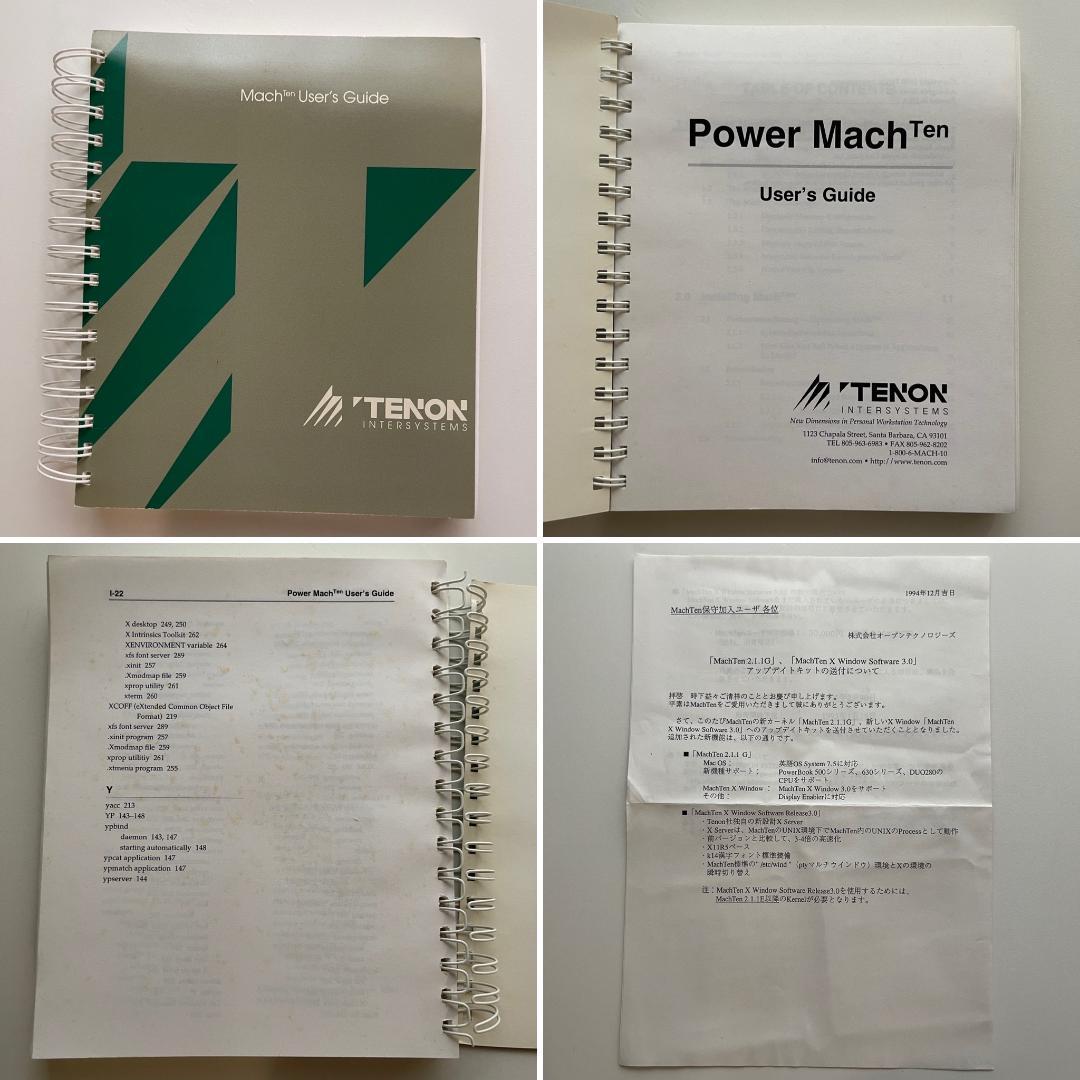 Mach Ten User's Guide
TENON
INTERSYSTEMS
Power Mach Ten
User's Guide
TENON
INTERSYSTEMS
New Dimensions in Personal Workstation Technology
1123 Chapala Street, Santa Barbara, CA 93101
TEL 805-963-6983 • FAX 805-962-8202
1-800-6-MACH-10
info@tenon.com • http://www.tenon.com
I-22 Power Mach Ten User's Guide
X desktop 249, 250
X Intrinsics Toolkit 262
XENVIRONMENT variable 264
xfs font server 289
.xinit 257
.Xmodmap file 259
xprop utility 261
xterm 260
XCOFF (eXtended Common Object File
Format) 219
xfs font server 289
.xinit program 257
.Xmodmap file 259
xprop utilitiy 261
.xtmenu program 255
Y
yacc 213
YP 143–148
ypbind
daemon 143, 147
starting automatically 148
ypcat application 147
ypmatch application 147
ypserver 144
1994年12月吉日
MachTen保守加入ユーザ 各位
株式会社オープンテクノロジーズ
「MachTen 2.1.1G」、「MachTen X Window Software 3.0」
アップデイトキットの送付について
拝啓 時下益々ご清祥のこととお慶び申し上げます。
平素はMachTenをご愛用いただきまして誠にありがとうございます。
さて、このたびMachTenの新カーネル「MachTen 2.1.1G」、新しいX Window「MachTen
X Window Software 3.0」へのアップデイトキットを送付させていただくこととなりました。
追加された新機能は、以下の通りです。
■「MachTen 2.1.1 G」
Mac OS： 英語OS System 7.5に対応
新機種サポート： PowerBook 500シリーズ、630シリーズ、DUO280の
CPUをサポート
MachTen X Window： MachTen X Window 3.0をサポート
その他： Display Enablerに対応
■「MachTen X Window Software Release3.0」
・Tenon社独自の新設計X Server
・X Serverは、MachTenのUNIX環境下でMachTen内のUNIXのProcessとして動作
・前バージョンと比較して、3-4倍の高速化
・X11R5ベース
・k14漢字フォント標準装備
・MachTen標準の" /etc/wind "（ptyマルチウインドウ）環境とXの環境の
瞬時切り替え
注：MachTen X Window Software Release3.0を使用するためには、
MachTen 2.1.1E以降のKernelが必要となります。